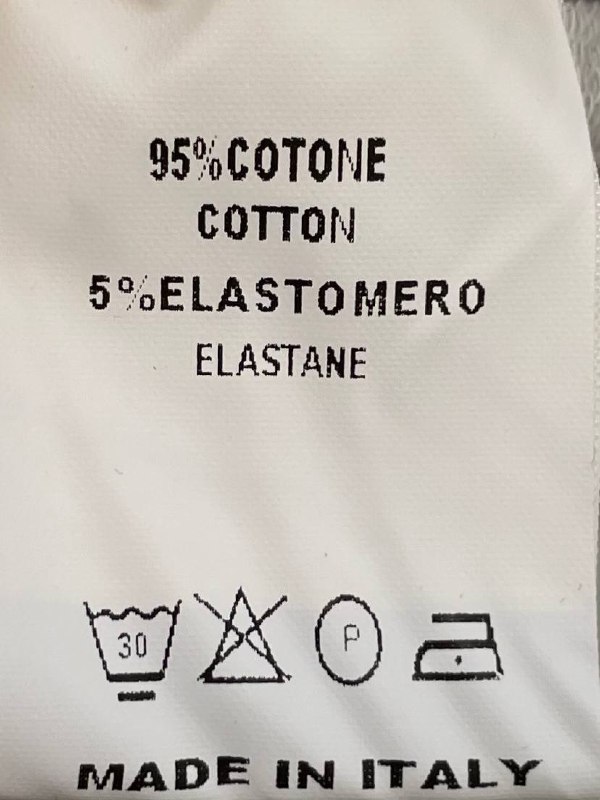 95%COTONE
COTTON
5%ELASTOMERO
ELASTANE
30 P
MADE IN ITALY